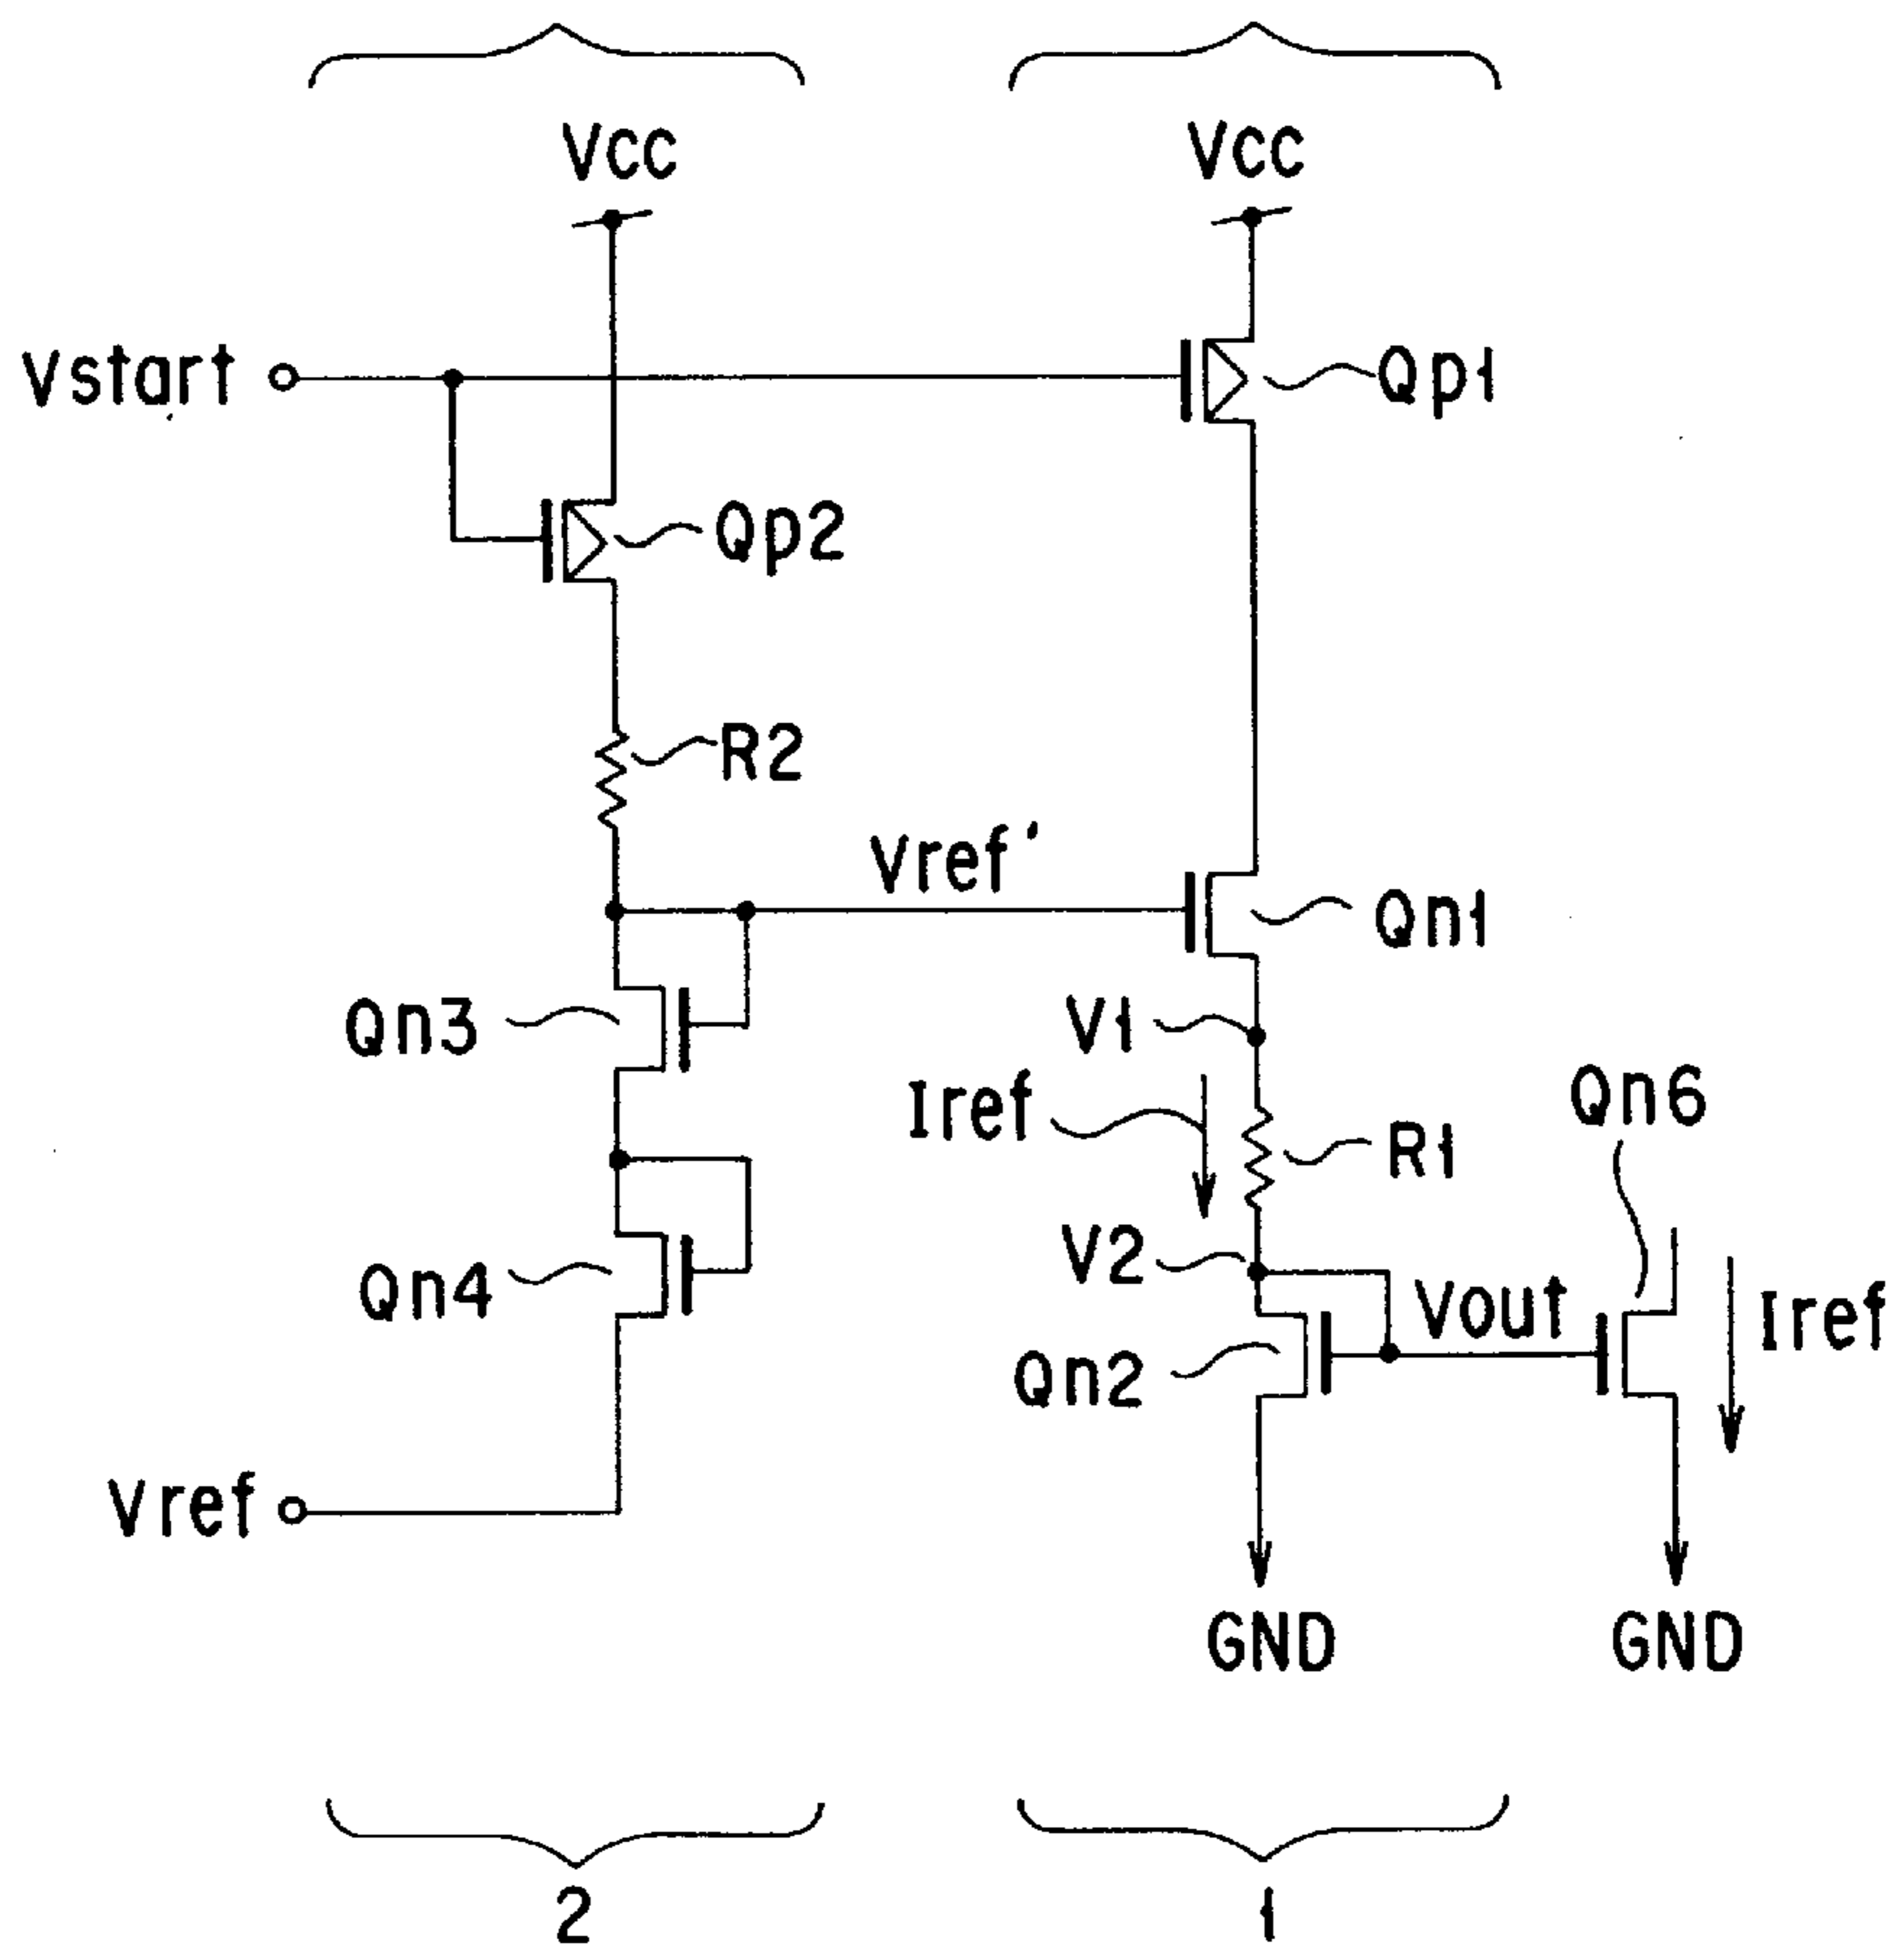 Vcc
Vcc
Vstart
Qp1
Qp2
R2
Vref'
Qn1
Qn3
V1
Iref
Qn6
R1
V2
Qn4
Vout
Iref
Qn2
Vref
GND
GND
2
1